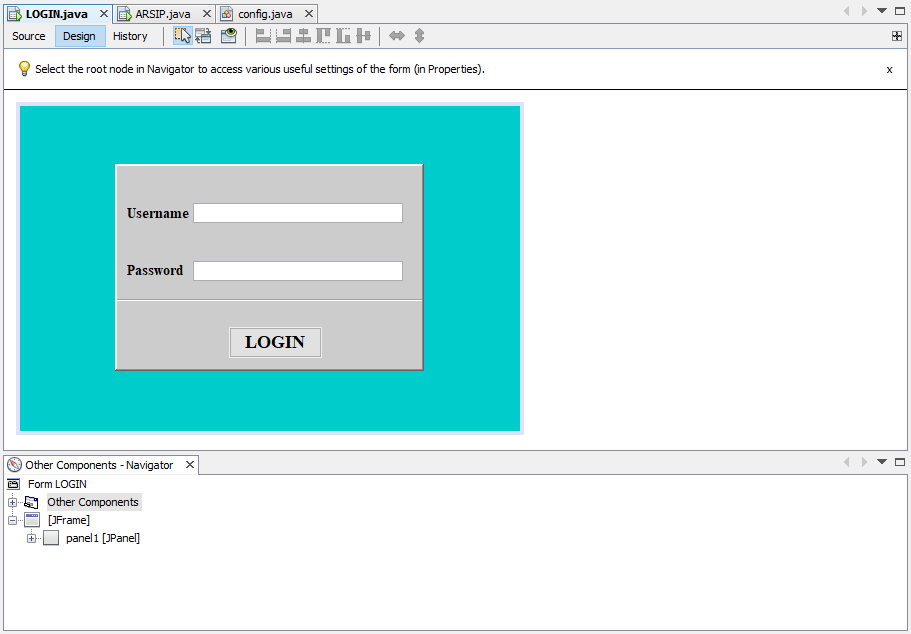 LOGIN.java ARSIP.java config.java
Source Design History
Select the root node in Navigator to access various useful settings of the form (in Properties). x
Username
Password
LOGIN
Other Components - Navigator
Form LOGIN
Other Components
[JFrame]
panel1 [JPanel]